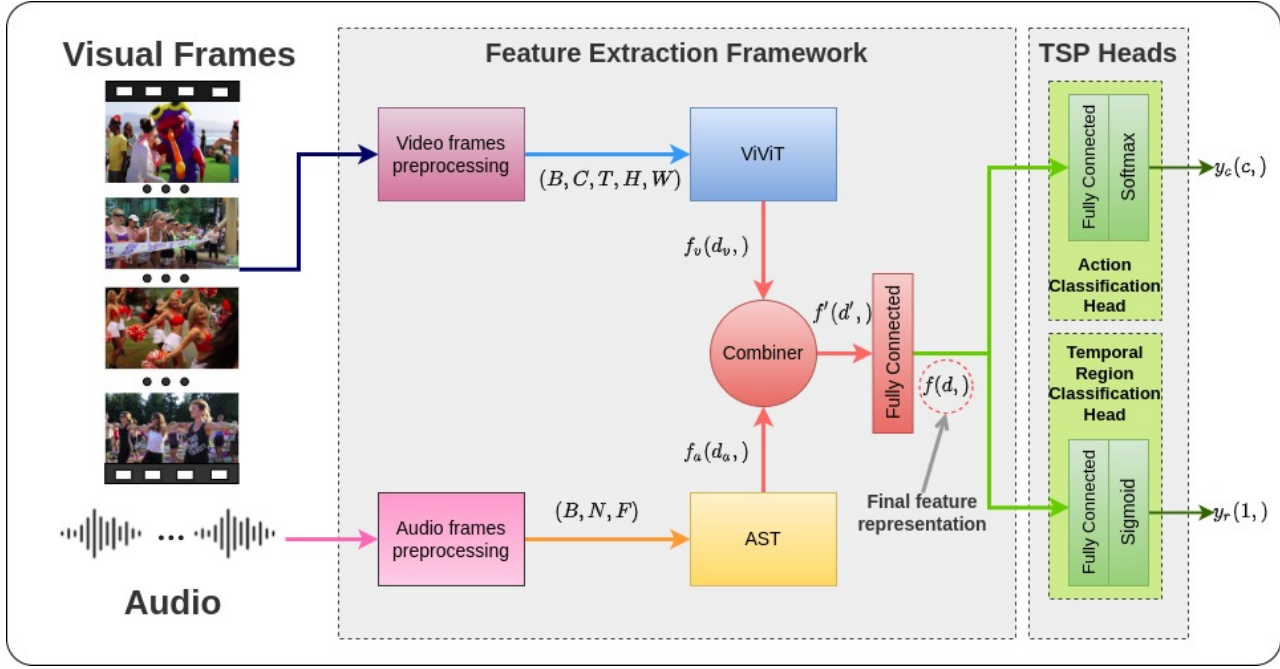 Visual Frames
Feature Extraction Framework
TSP Heads
Video frames
preprocessing
(B, C, T, H, W)
ViViT
f_v(d_v,)
Combiner
f'(d',)
Fully Connected
f(d,)
Final feature
representation
f_a(d_a,)
Audio frames
preprocessing
(B, N, F)
AST
Audio
Fully Connected
Softmax
Action
Classification
Head
y_c(c,)
Temporal
Region
Classification
Head
Fully Connected
Sigmoid
y_r(1,)